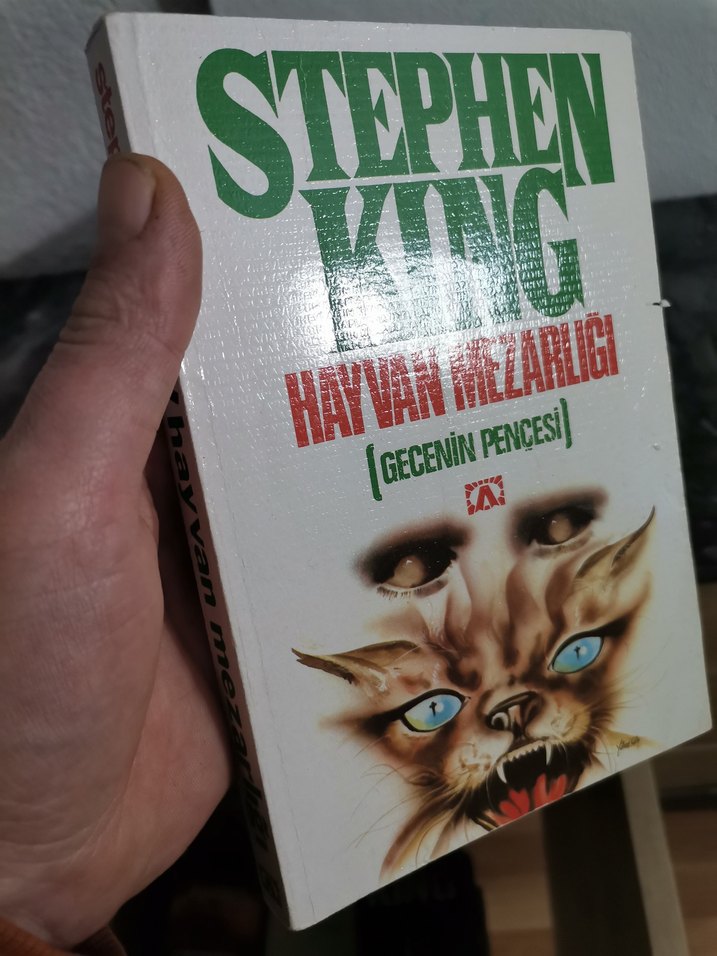 STEPHEN
KING
HAYVAN MEZARLIĞI
(GECENİN PENÇESİ)
hayvan mezarlığı